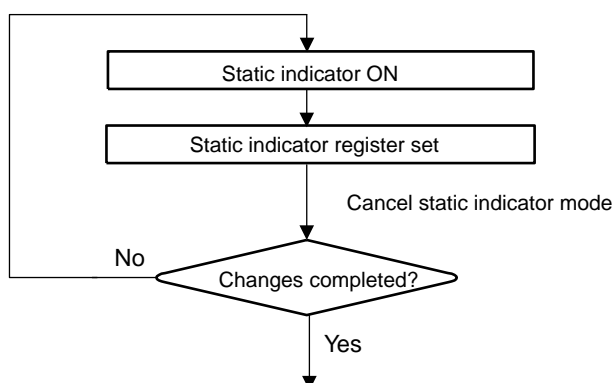 Static indicator ON
Static indicator register set
Cancel static indicator mode
No
Changes completed?
Yes